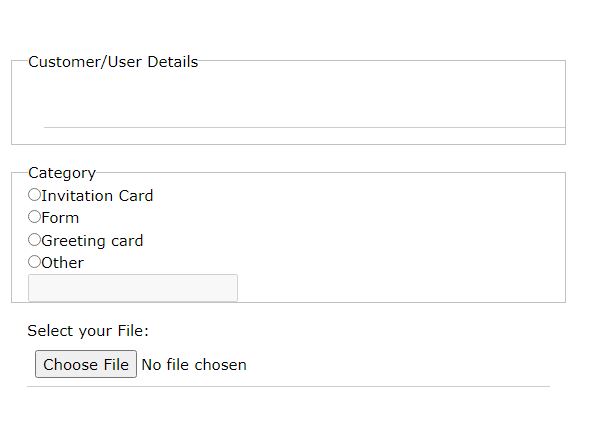 Customer/User Details
Category
Invitation Card
Form
Greeting card
Other
Select your File:
Choose File No file chosen